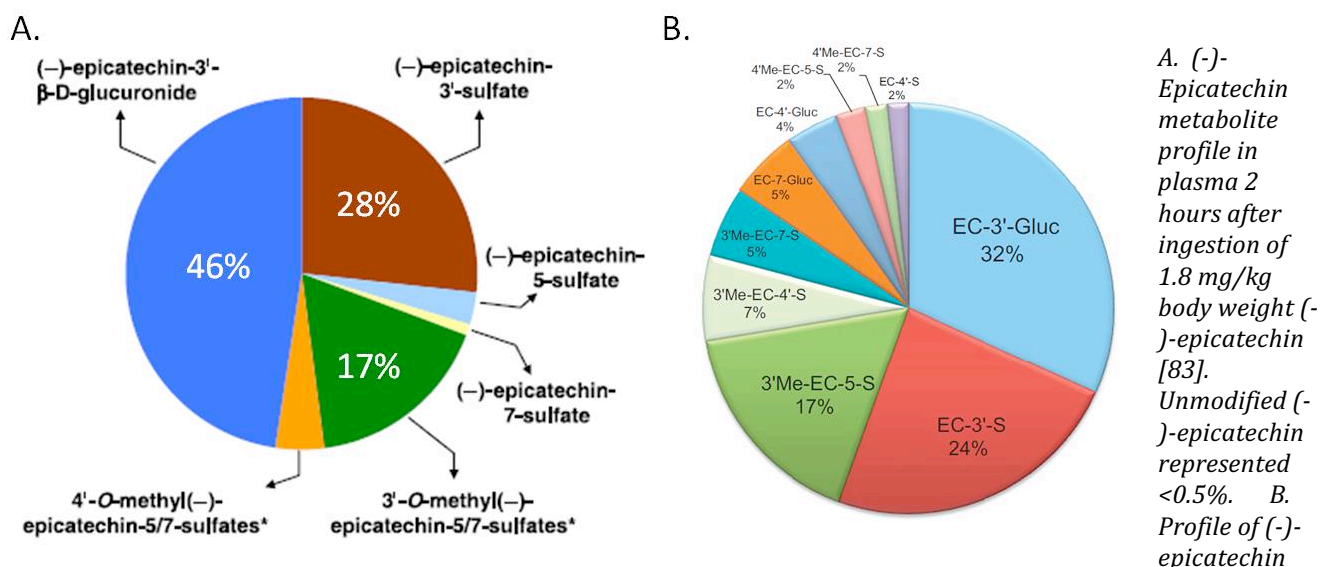 A.
(–)-epicatechin-3'-
β-D-glucuronide
(–)-epicatechin-
3'-sulfate
28%
46%
(–)-epicatechin-
5-sulfate
17%
(–)-epicatechin-
7-sulfate
4'-O-methyl(–)-
epicatechin-5/7-sulfates*
3'-O-methyl(–)-
epicatechin-5/7-sulfates*
B.
4'Me-EC-7-S
2%
4'Me-EC-5-S
2%
EC-4'-S
2%
EC-4'-Gluc
4%
EC-7-Gluc
5%
3'Me-EC-7-S
5%
3'Me-EC-4'-S
7%
3'Me-EC-5-S
17%
EC-3'-Gluc
32%
EC-3'-S
24%
A. (-)-
Epicatechin
metabolite
profile in
plasma 2
hours after
ingestion of
1.8 mg/kg
body weight (-
)-epicatechin
[83].
Unmodified (-
)-epicatechin
represented
<0.5%. B.
Profile of (-)-
epicatechin